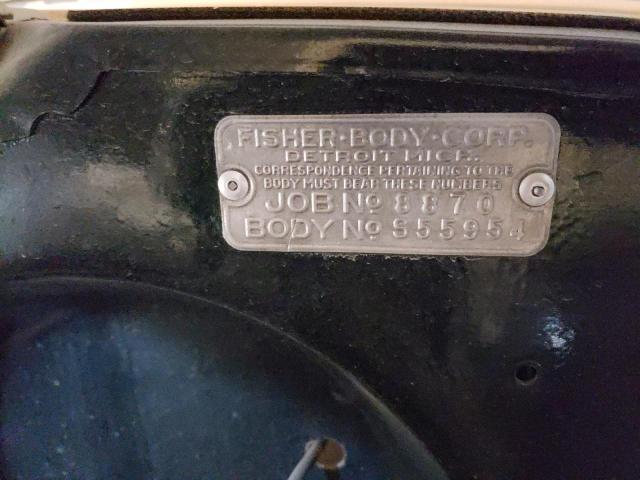 FISHER·BODY·CORP.
DETROIT MICH.
CORRESPONDENCE PERTAINING TO THE
BODY MUST BEAR THESE NUMBERS
JOB No 8870
BODY No S55954